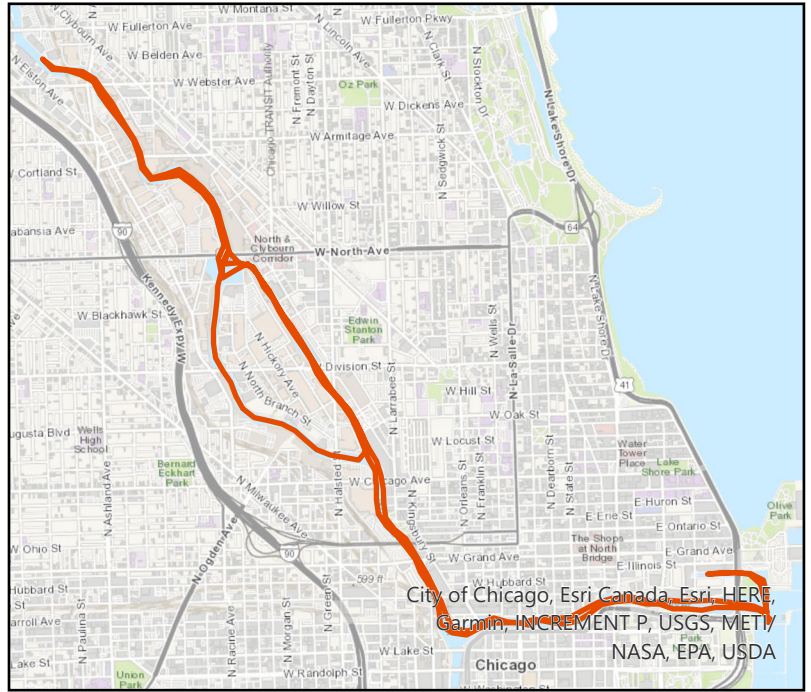 W Montana St
N Clybourn Ave
W Fullerton Ave
W Fullerton Pkwy
N Lincoln Ave
N Clark St
N Stockton Dr
W Belden Ave
N Elston Ave
W Webster Ave
Chicago TRANSIT Authority
N Fremont St
N Dayton St
Oz Park
W Dickens Ave
N Lake Shore Dr
W Armitage Ave
N Sedgwick St
Cortland St
W Willow St
90
abansia Ave
North &
Clybourn
Corridor
W-North-Ave
64
Kennedy Expy W
N Lake Shore Dr
W Blackhawk St
Edwin
Stanton
Park
N Wells St
N-La-Salle-Dr
N Hickory Ave
W Division St
N Larrabee St
41
N North Branch St
W Hill St
W Oak St
ugusta Blvd
Wells
High
School
W Locust St
Water
Tower
Place
Lake
Shore Park
Bernard
Eckhart
Park
N Ashland Ave
N Milwaukee Ave
N Halsted
W Chicago Ave
N Kingsbury St
N Orleans St
N Franklin St
N Dearborn St
N State St
E Huron St
E Erie St
E Ontario St
Olive
Park
N-Ogden-Ave
90
W Ohio St
The Shops
at North
Bridge
E Grand Ave
W Grand Ave
E Illinois St
599 ft
Hubbard St
W Hubbard St
City of Chicago, Esri Canada, Esri, HERE,
Garmin, INCREMENT P, USGS, METI/
NASA, EPA, USDA
arroll Ave
N Paulina St
N Racine Ave
N Morgan St
N Green St
Lake St
W Lake St
Chicago
Union
Park
W Randolph St
W Washington St